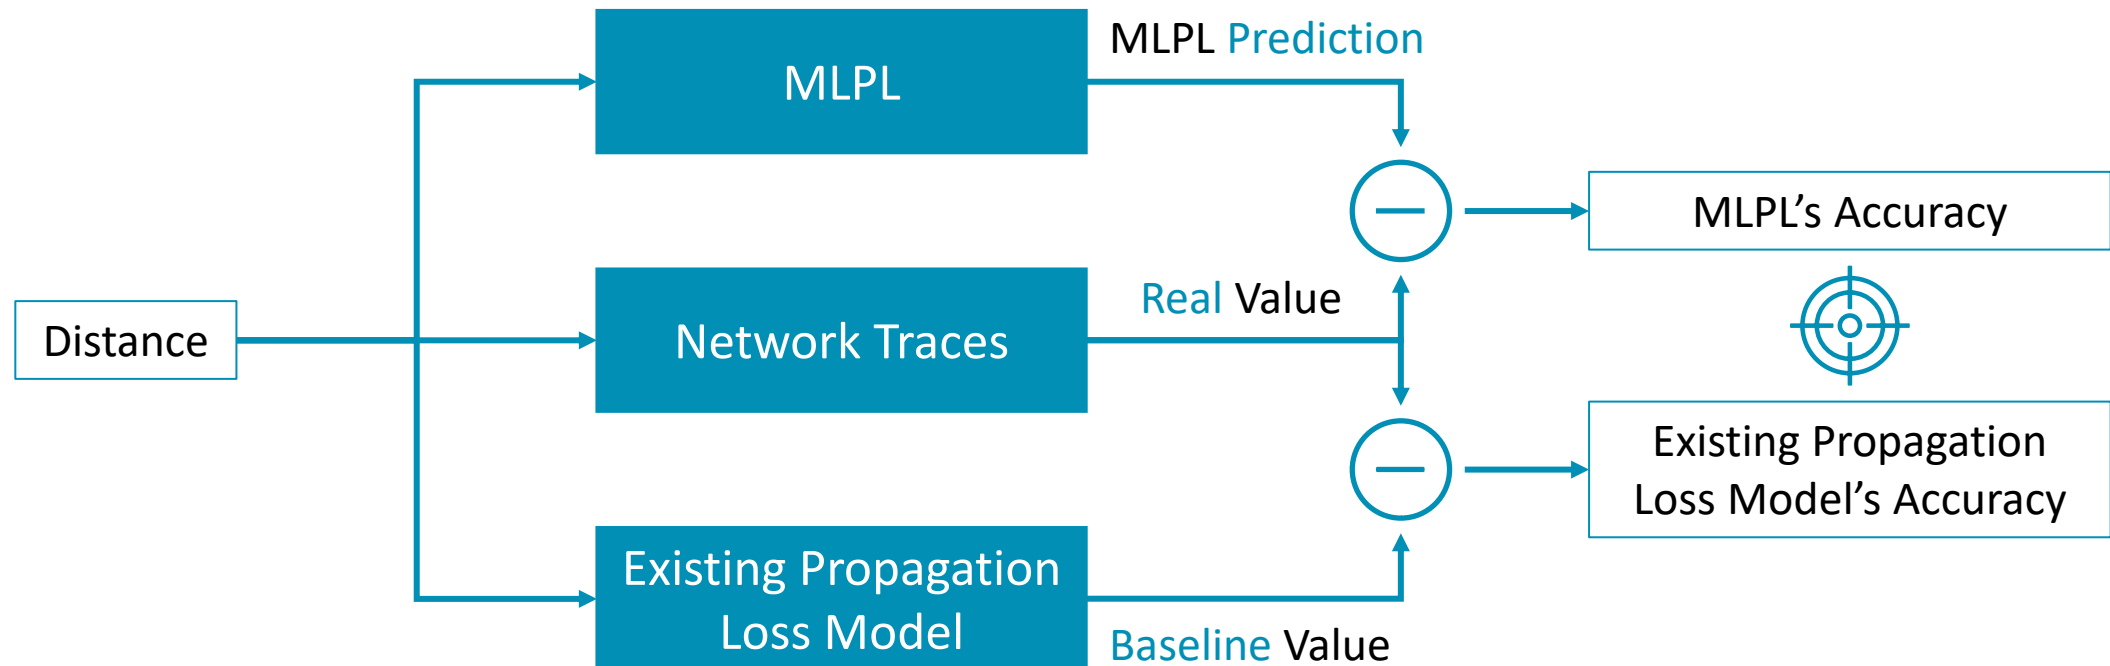 MLPL Prediction
MLPL
MLPL’s Accuracy
Real Value
Distance
Network Traces
Existing Propagation
Loss Model’s Accuracy
Existing Propagation
Loss Model
Baseline Value